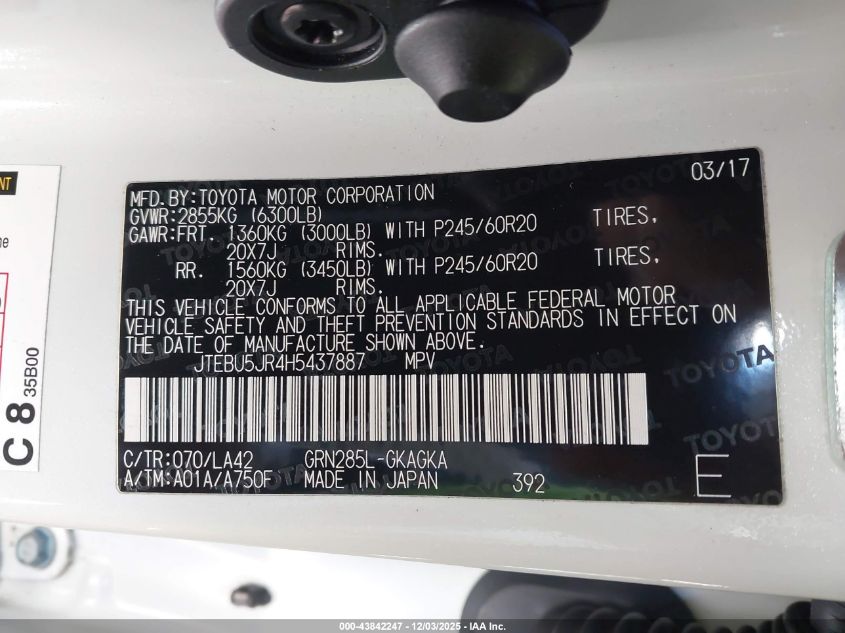 03/17
MFD.BY:TOYOTA MOTOR CORPORATION
GVWR:2855KG (6300LB)
GAWR:FRT. 1360KG (3000LB) WITH P245/60R20 TIRES,
20X7J RIMS.
RR. 1560KG (3450LB) WITH P245/60R20 TIRES,
20X7J RIMS.
THIS VEHICLE CONFORMS TO ALL APPLICABLE FEDERAL MOTOR
VEHICLE SAFETY AND THEFT PREVENTION STANDARDS IN EFFECT ON
THE DATE OF MANUFACTURE SHOWN ABOVE.
JTEBU5JR4H5437887 MPV
C/TR:070/LA42 GRN285L-GKAGKA
A/TM:A01A/A750F MADE IN JAPAN 392 E
TOYOTA
C 8 35B00
000-43842247 - 12/03/2025 - IAA Inc.